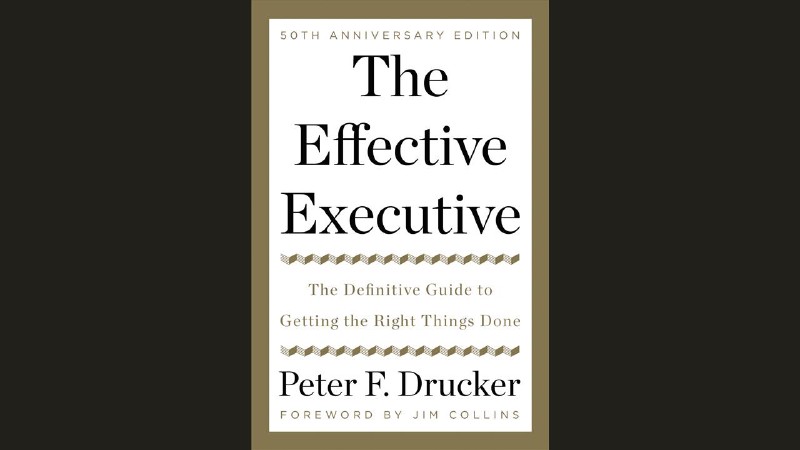 50TH ANNIVERSARY EDITION
The
Effective
Executive
The Definitive Guide to
Getting the Right Things Done
Peter F. Drucker
FOREWORD BY JIM COLLINS